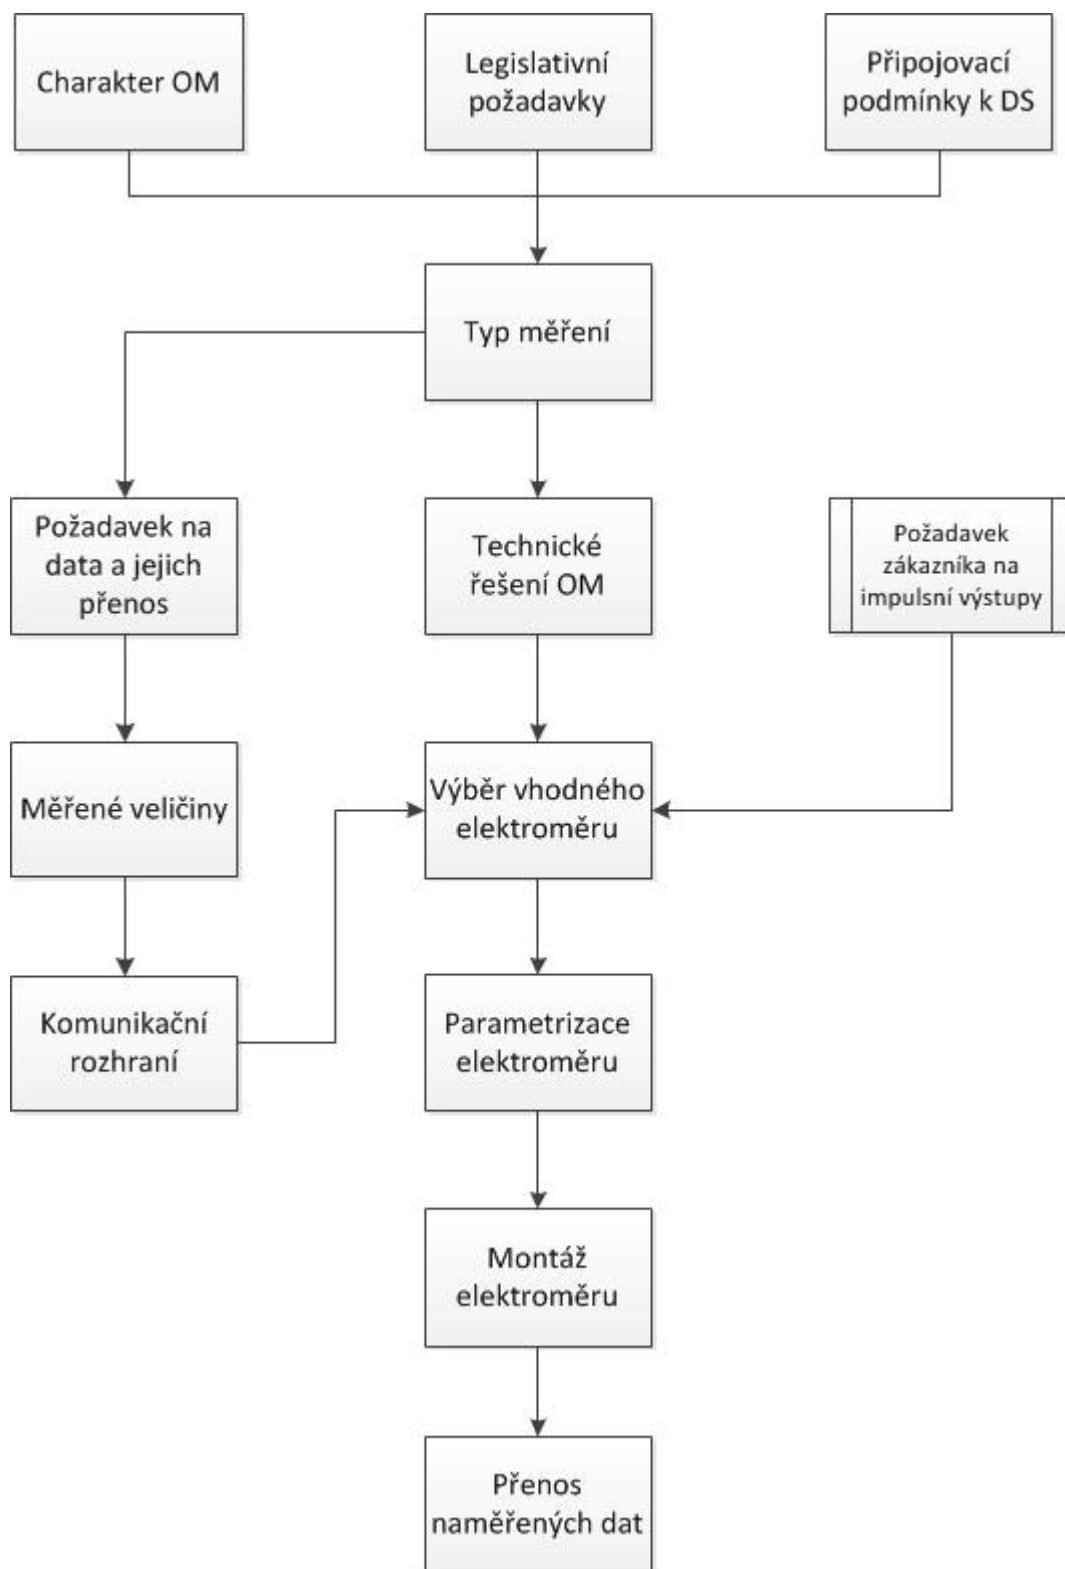 Charakter OM
Legislativní
požadavky
Připojovací
podmínky k DS
Typ měření
Požadavek na
data a jejich
přenos
Technické
řešení OM
Požadavek
zákazníka na
impulsní výstupy
Měřené veličiny
Výběr vhodného
elektroměru
Komunikační
rozhraní
Parametrizace
elektroměru
Montáž
elektroměru
Přenos
naměřených dat